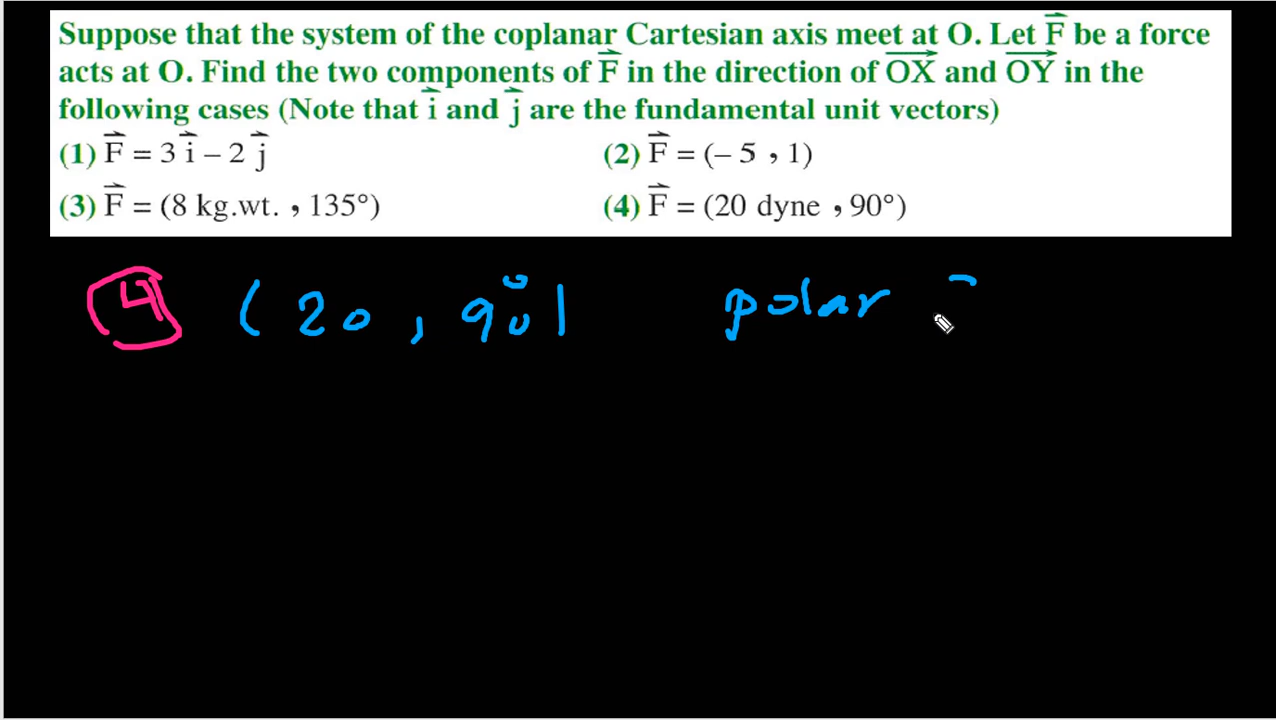 Suppose that the system of the coplanar Cartesian axis meet at O. Let F be a force
acts at O. Find the two components of F in the direction of OX and OY in the
following cases (Note that i and j are the fundamental unit vectors)
(1) F = 3 i – 2 j (2) F = (– 5 , 1)
(3) F = (8 kg.wt. , 135°) (4) F = (20 dyne , 90°)
4 ( 20 , 90° ) polar